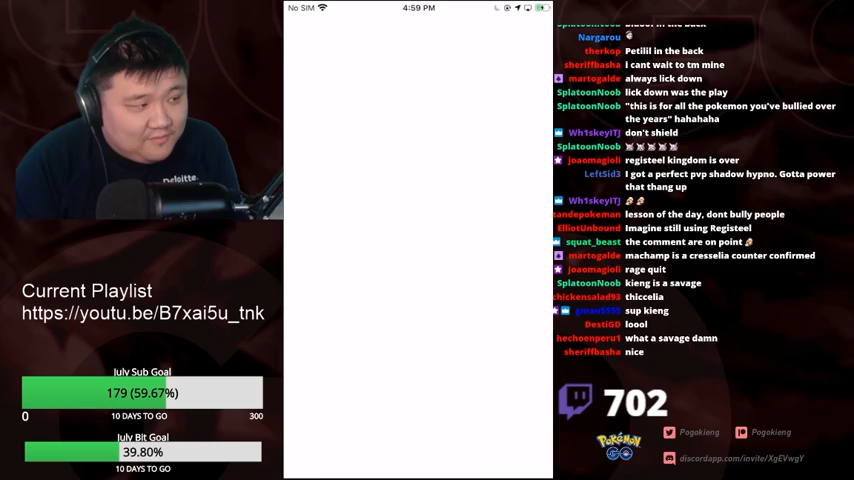 No SIM
4:59 PM
Nargarou
therkop Petilil in the back
sheriffbasha I cant wait to tm mine
martogalde always lick down
SplatoonNoob lick down was the play
SplatoonNoob "this is for all the pokemon you've bullied over
the years" hahahaha
Wh1skeyITJ don't shield
SplatoonNoob
joaomagioli registeel kingdom is over
LeftSid3 I got a perfect pvp shadow hypno. Gotta power
that thang up
Wh1skeyITJ
tandepokeman lesson of the day, dont bully people
ElliotUnbound Imagine still using Registeel
squat_beast the comment are on point
martogalde machamp is a cresselia counter confirmed
joaomagioli rage quit
SplatoonNoob kieng is a savage
chickensalad93 thiccelia
gman5555 sup kieng
DestiGD loool
hechoenperu1 what a savage damn
sheriffbasha nice
Deloitte.
Current Playlist
https://youtu.be/B7xai5u_tnk
July Sub Goal
179 (59.67%)
0
10 DAYS TO GO
300
July Bit Goal
39.80%
10 DAYS TO GO
702
Pokémon
GO
Pogokieng
Pogokieng
discordapp.com/invite/XgEVwgY